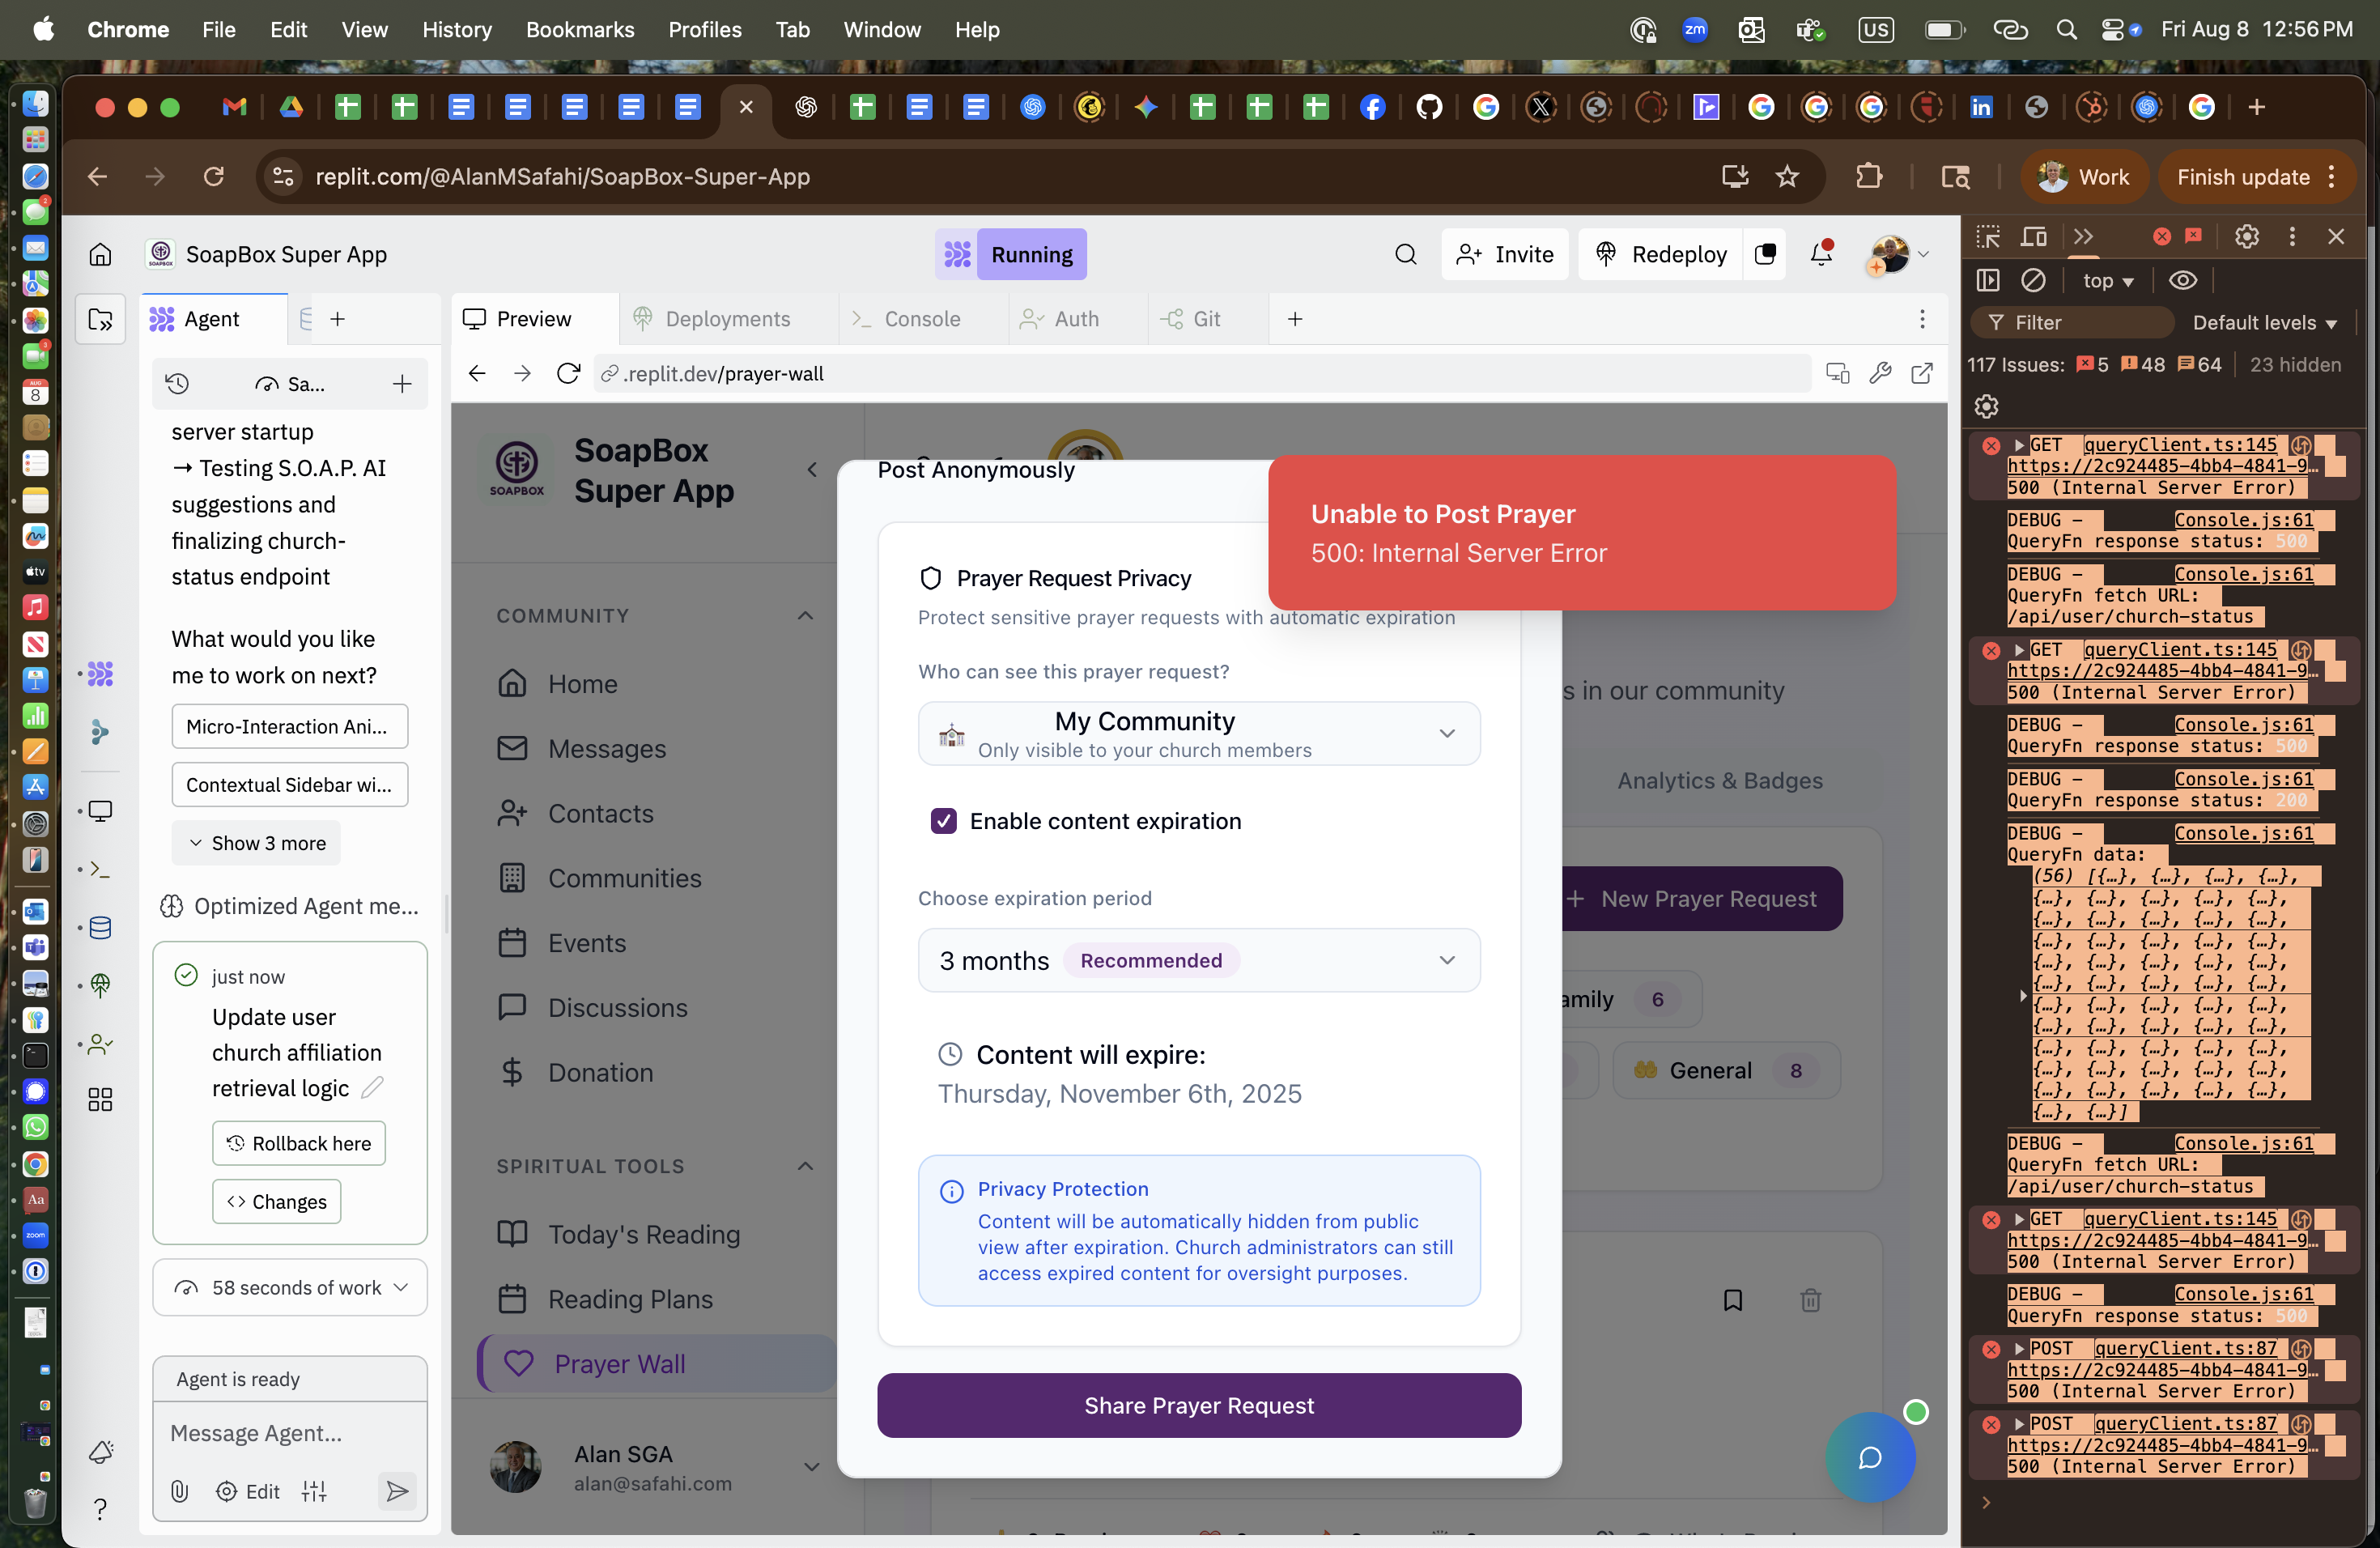 Chrome File Edit View History Bookmarks Profiles Tab Window Help
zm
US
Fri Aug 8 12:56 PM
replit.com/@AlanMSafahi/SoapBox-Super-App
Work
Finish update
SoapBox Super App
Running
Invite
Redeploy
Agent
Sa...
server startup
→ Testing S.O.A.P. AI
suggestions and
finalizing church-
status endpoint
What would you like
me to work on next?
Micro-Interaction Ani...
Contextual Sidebar wi...
Show 3 more
Optimized Agent me...
just now
Update user
church affiliation
retrieval logic
Rollback here
<> Changes
58 seconds of work
Agent is ready
Message Agent...
Edit
Preview
Deployments
Console
Auth
Git
.replit.dev/prayer-wall
SOAPBOX
SoapBox
Super App
COMMUNITY
Home
Messages
Contacts
Communities
Events
Discussions
Donation
SPIRITUAL TOOLS
Today's Reading
Reading Plans
Prayer Wall
Alan SGA
alan@safahi.com
Post Anonymously
Prayer Request Privacy
Protect sensitive prayer requests with automatic expiration
Who can see this prayer request?
My Community
Only visible to your church members
Enable content expiration
Choose expiration period
3 months Recommended
Content will expire:
Thursday, November 6th, 2025
Privacy Protection
Content will be automatically hidden from public
view after expiration. Church administrators can still
access expired content for oversight purposes.
Share Prayer Request
Unable to Post Prayer
500: Internal Server Error
s in our community
Analytics & Badges
+ New Prayer Request
amily 6
General 8
top
Filter
Default levels
117 Issues: 5 48 64 23 hidden
GET queryClient.ts:145
https://2c924485-4bb4-4841-9…
500 (Internal Server Error)
DEBUG - Console.js:61
QueryFn response status: 500
DEBUG - Console.js:61
QueryFn fetch URL:
/api/user/church-status
GET queryClient.ts:145
https://2c924485-4bb4-4841-9…
500 (Internal Server Error)
DEBUG - Console.js:61
QueryFn response status: 500
DEBUG - Console.js:61
QueryFn response status: 200
DEBUG - Console.js:61
QueryFn data:
(56) [{…}, {…}, {…}, {…},
{…}, {…}, {…}, {…}, {…},
{…}, {…}, {…}, {…}, {…},
{…}, {…}, {…}, {…}, {…},
{…}, {…}, {…}, {…}, {…},
{…}, {…}, {…}, {…}, {…},
{…}, {…}, {…}, {…}, {…},
{…}, {…}, {…}, {…}, {…},
{…}, {…}, {…}, {…}, {…},
{…}, {…}, {…}, {…}, {…},
{…}, {…}, {…}, {…}, {…},
{…}, {…}]
DEBUG - Console.js:61
QueryFn fetch URL:
/api/user/church-status
GET queryClient.ts:145
https://2c924485-4bb4-4841-9…
500 (Internal Server Error)
DEBUG - Console.js:61
QueryFn response status: 500
POST queryClient.ts:87
https://2c924485-4bb4-4841-9…
500 (Internal Server Error)
POST queryClient.ts:87
https://2c924485-4bb4-4841-9…
500 (Internal Server Error)